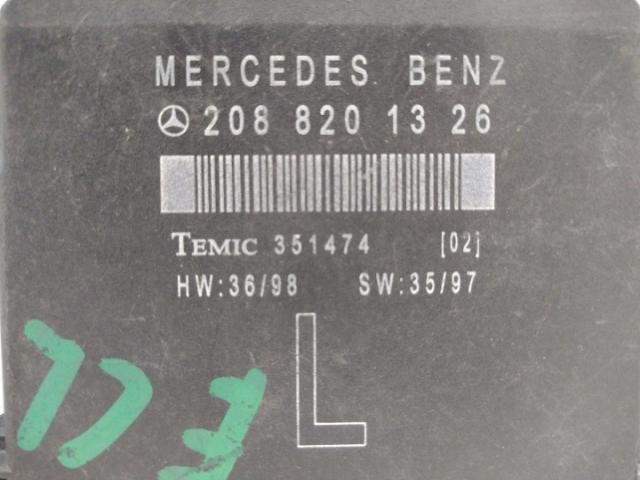 MERCEDES BENZ
208 820 13 26
TEMIC 351474 [02]
HW:36/98 SW:35/97
L